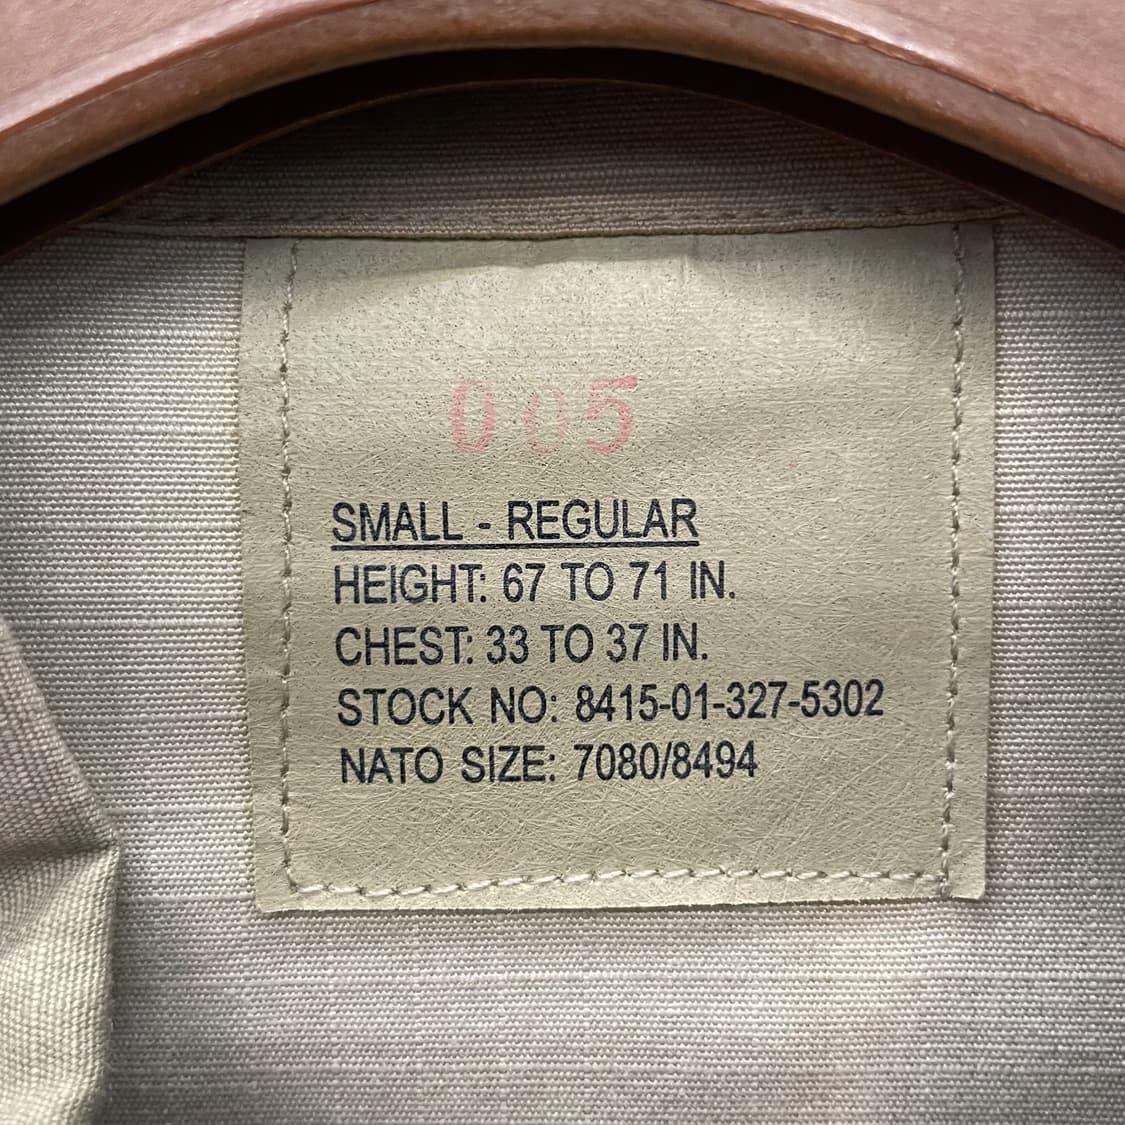 005
SMALL - REGULAR
HEIGHT: 67 TO 71 IN.
CHEST: 33 TO 37 IN.
STOCK NO: 8415-01-327-5302
NATO SIZE: 7080/8494